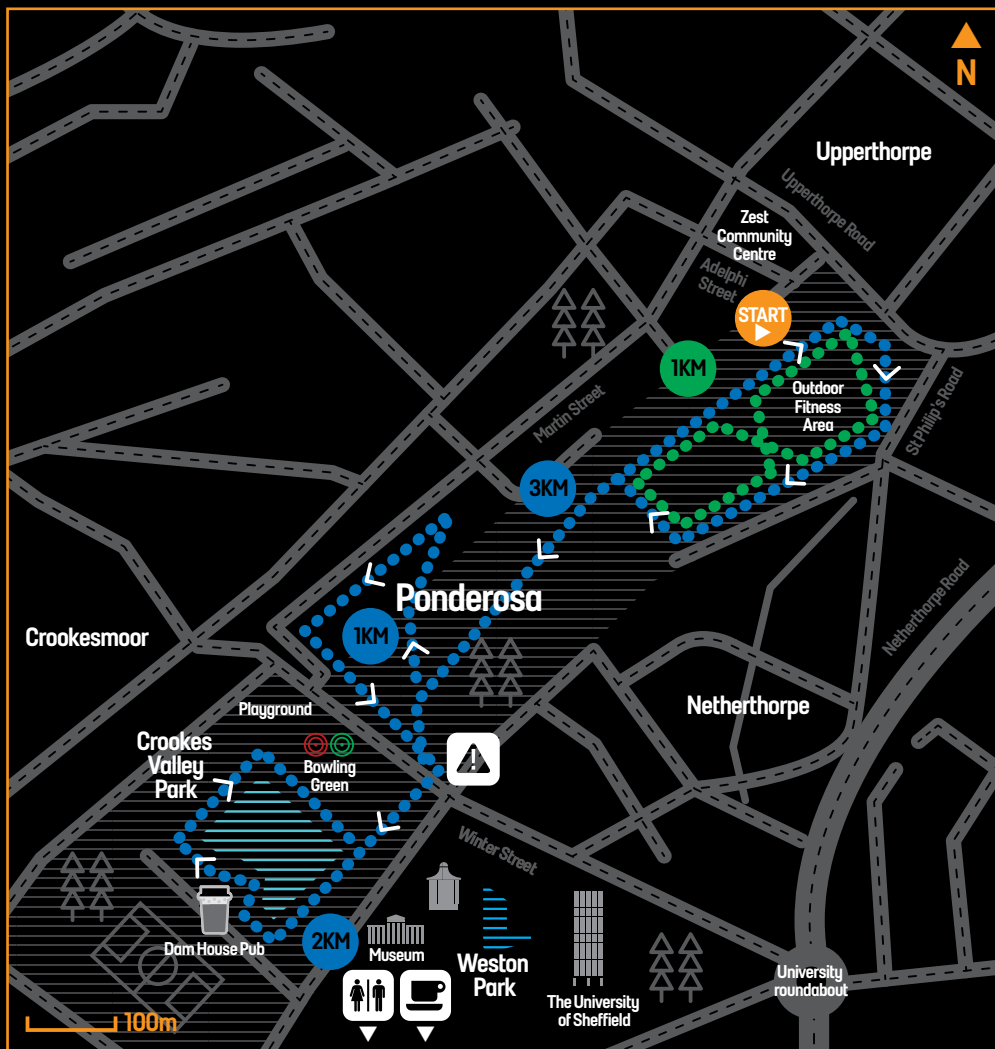 N
Upperthorpe
Upperthorpe Road
Zest
Community
Centre
Adelphi
Street
START
1KM
Outdoor
Fitness
Area
St Philip's Road
Martin Street
3KM
Netherthorpe Road
Ponderosa
1KM
Crookesmoor
Netherthorpe
Playground
Crookes
Valley
Park
Bowling
Green
!
Winter Street
Dam House Pub
2KM
Museum
Weston
Park
The University
of Sheffield
University
roundabout
100m